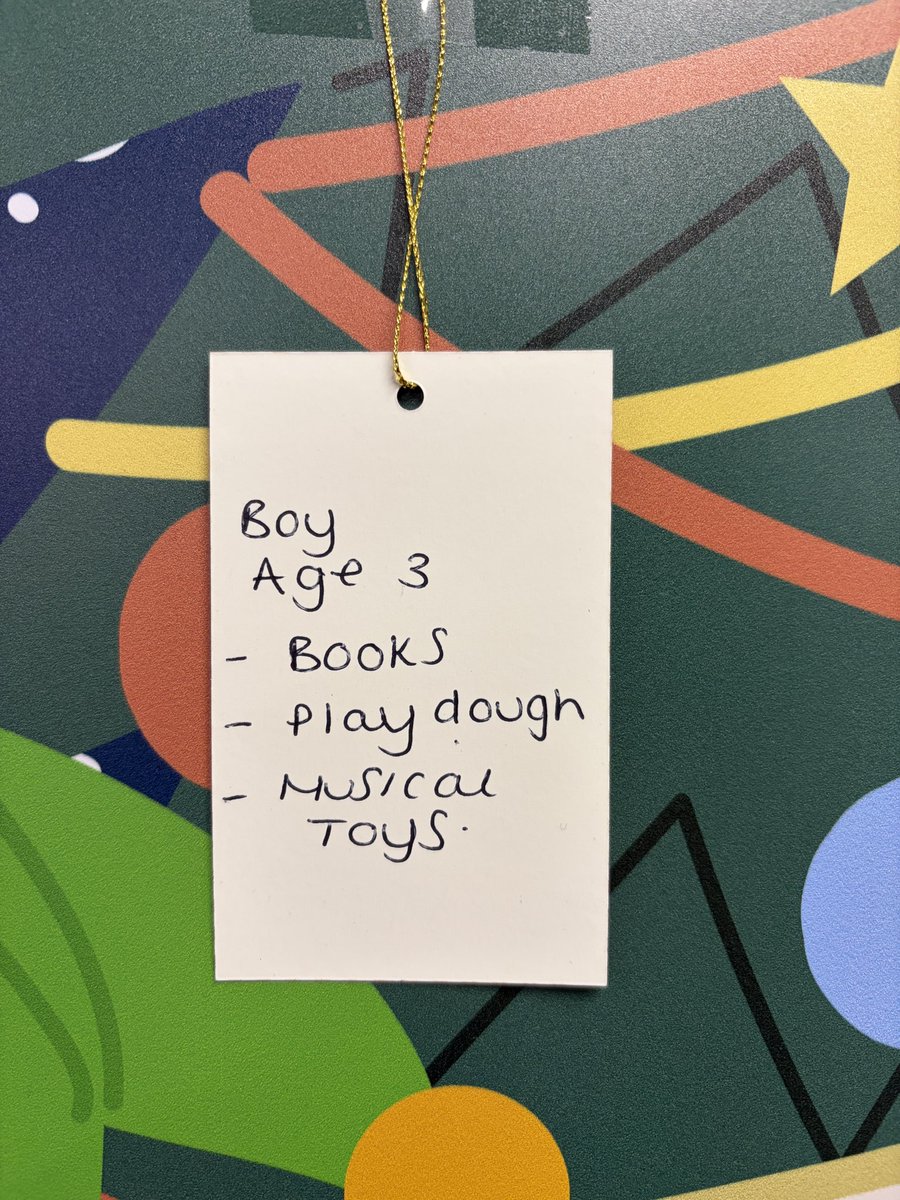 Boy
Age 3
- Books
- Play dough
- Musical
Toys.